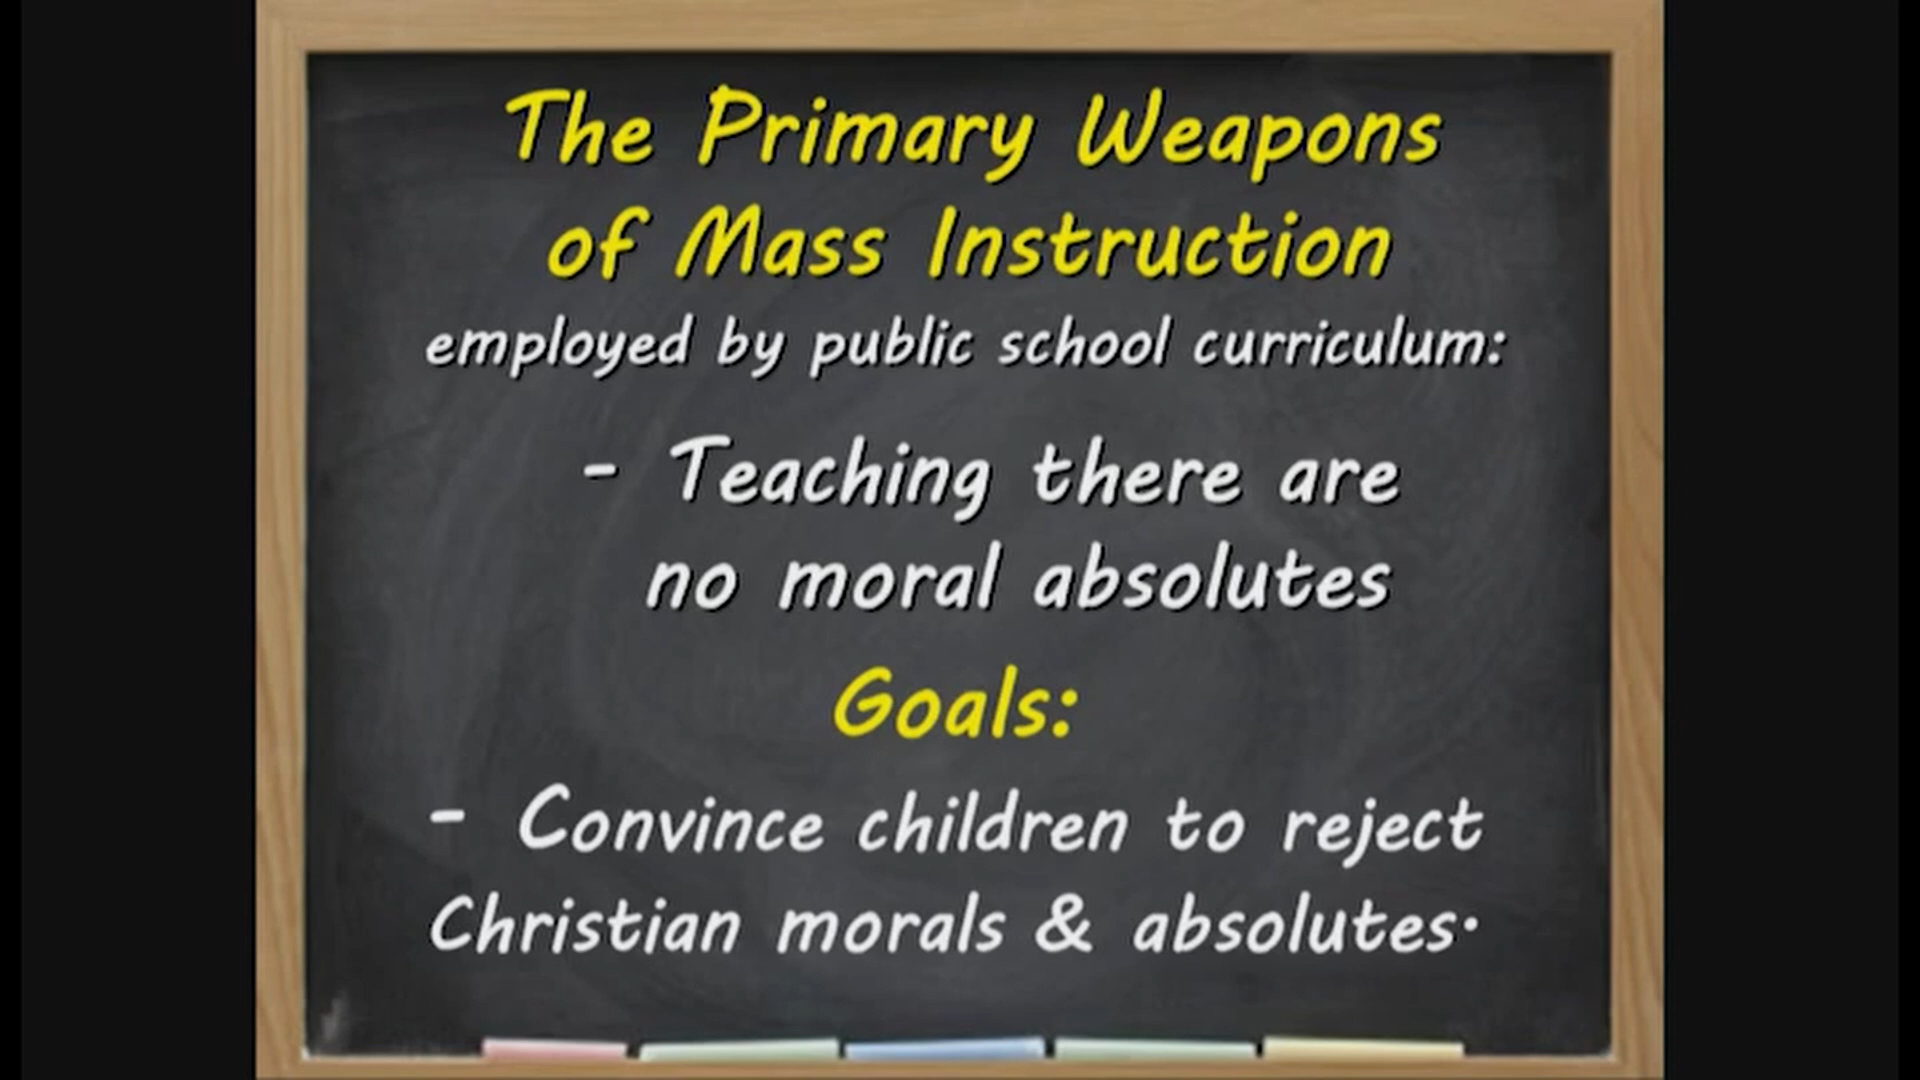 The Primary Weapons
of Mass Instruction
employed by public school curriculum:
- Teaching there are
no moral absolutes
Goals:
- Convince children to reject
Christian morals & absolutes.